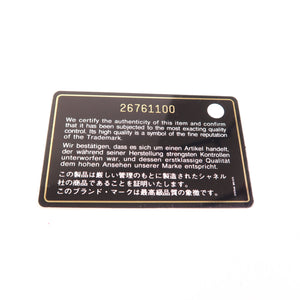 26761100
We certify the authenticity of this item and confirm
that it has been subjected to the most exacting quality
control. Its high quality is a symbol of the fine reputation
of the Trademark.
Wir bestätigen, dass es sich um einen Artikel handelt,
der während seiner Herstellung strengsten Kontrollen
unterworfen war, und dessen erstklassige Qualität
dem hohen Ansehen unserer Marke entspricht.
この製品は厳しい管理のもとに製造されたシャネル
社の商品であることを証明いたします。
このブランド・マークは最高級品質の象徴です。